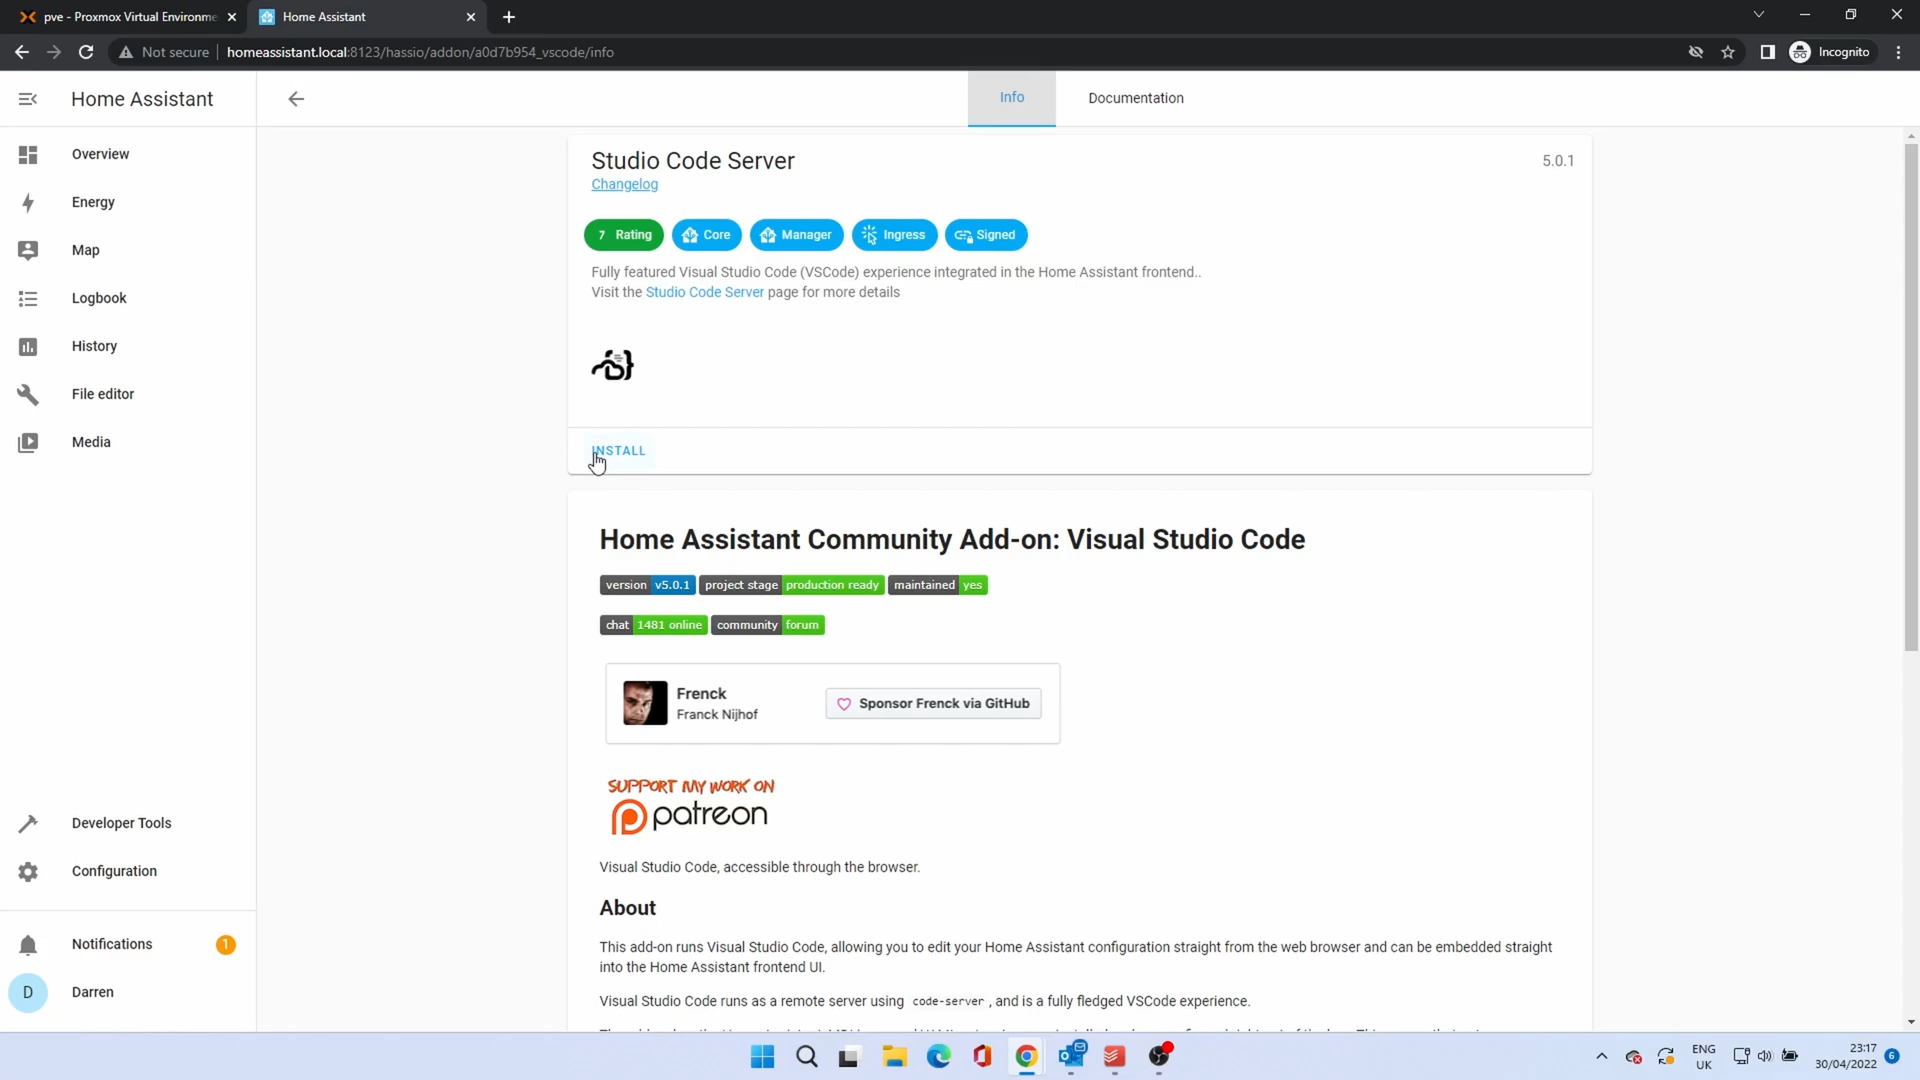 pve - Proxmox Virtual Environme
Home Assistant
Not secure
homeassistant.local:8123/hassio/addon/a0d7b954_vscode/info
Incognito
Home Assistant
Info
Documentation
Overview
Energy
Map
Logbook
History
File editor
Media
Developer Tools
Configuration
Notifications
1
D
Darren
Studio Code Server
5.0.1
Changelog
7 Rating
Core
Manager
Ingress
Signed
Fully featured Visual Studio Code (VSCode) experience integrated in the Home Assistant frontend..
Visit the Studio Code Server page for more details
INSTALL
Home Assistant Community Add-on: Visual Studio Code
version v5.0.1 project stage production ready maintained yes
chat 1481 online community forum
Frenck
Franck Nijhof
Sponsor Frenck via GitHub
SUPPORT MY WORK ON
patreon
Visual Studio Code, accessible through the browser.
About
This add-on runs Visual Studio Code, allowing you to edit your Home Assistant configuration straight from the web browser and can be embedded straight
into the Home Assistant frontend UI.
Visual Studio Code runs as a remote server using code-server , and is a fully fledged VSCode experience.
ENG
UK
23:17
30/04/2022
6